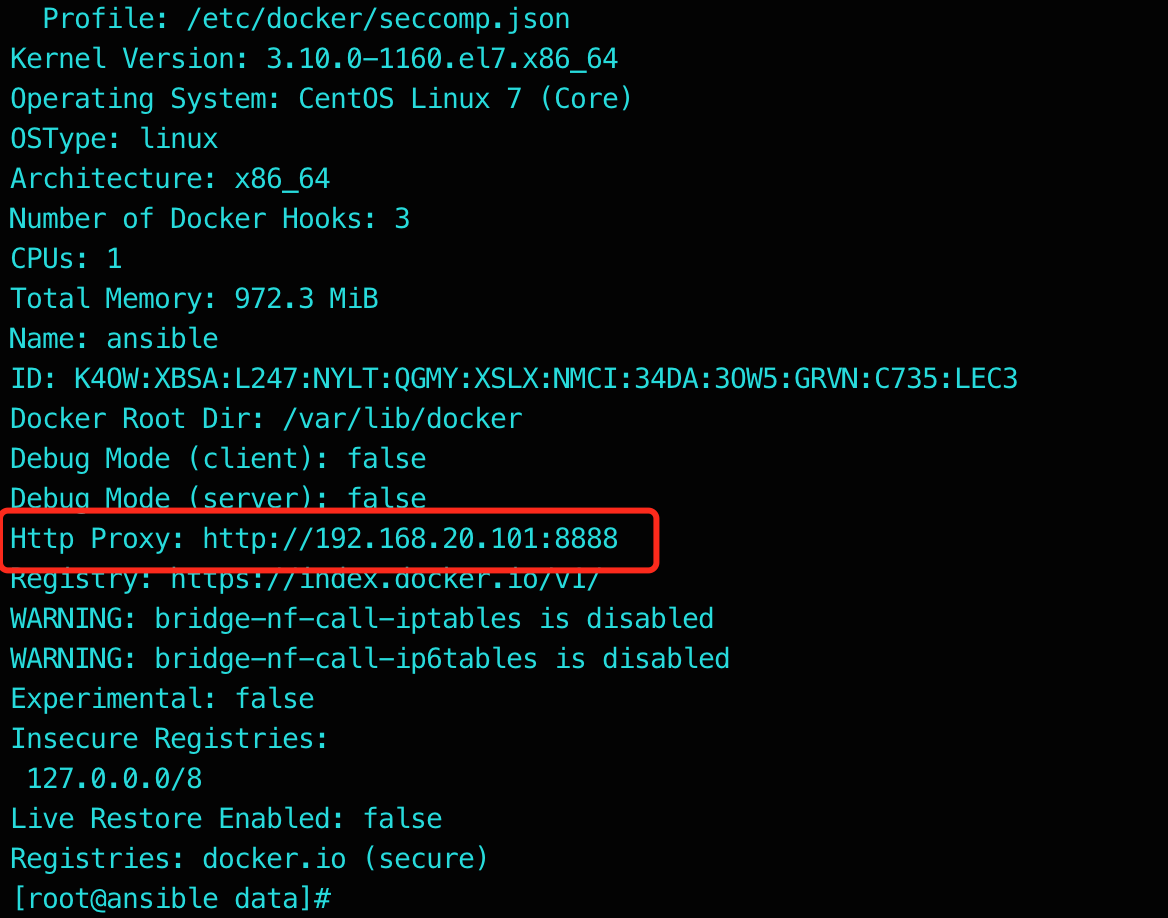 Profile: /etc/docker/seccomp.json
Kernel Version: 3.10.0-1160.el7.x86_64
Operating System: CentOS Linux 7 (Core)
OSType: linux
Architecture: x86_64
Number of Docker Hooks: 3
CPUs: 1
Total Memory: 972.3 MiB
Name: ansible
ID: K4OW:XBSA:L247:NYLT:QGMY:XSLX:NMCI:34DA:3OW5:GRVN:C735:LEC3
Docker Root Dir: /var/lib/docker
Debug Mode (client): false
Debug Mode (server): false
Http Proxy: http://192.168.20.101:8888
Registry: https://index.docker.io/v1/
WARNING: bridge-nf-call-iptables is disabled
WARNING: bridge-nf-call-ip6tables is disabled
Experimental: false
Insecure Registries:
127.0.0.0/8
Live Restore Enabled: false
Registries: docker.io (secure)
[root@ansible data]#